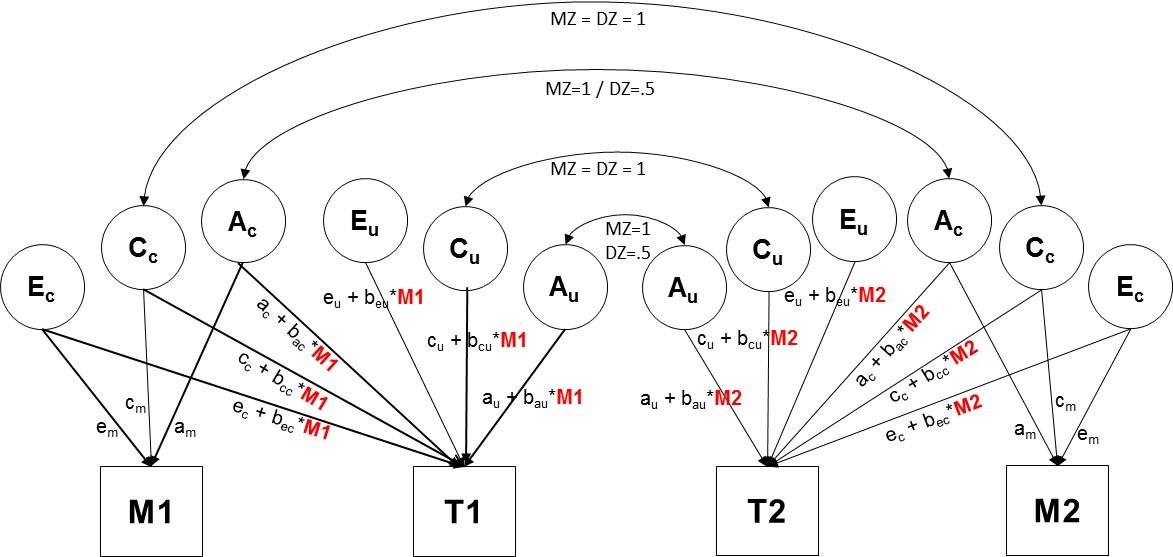 MZ = DZ = 1
MZ=1 / DZ=.5
MZ = DZ = 1
MZ=1
DZ=.5
Ec
Cc
Ac
Eu
Cu
Au
Au
Cu
Eu
Ac
Cc
Ec
eu + beu*M1
cu + bcu*M1
au + bau*M1
ac + bac*M1
cc + bcc*M1
ec + bec*M1
em
cm
am
eu + beu*M2
cu + bcu*M2
au + bau*M2
ac + bac*M2
cc + bcc*M2
ec + bec*M2
am
cm
em
M1
T1
T2
M2